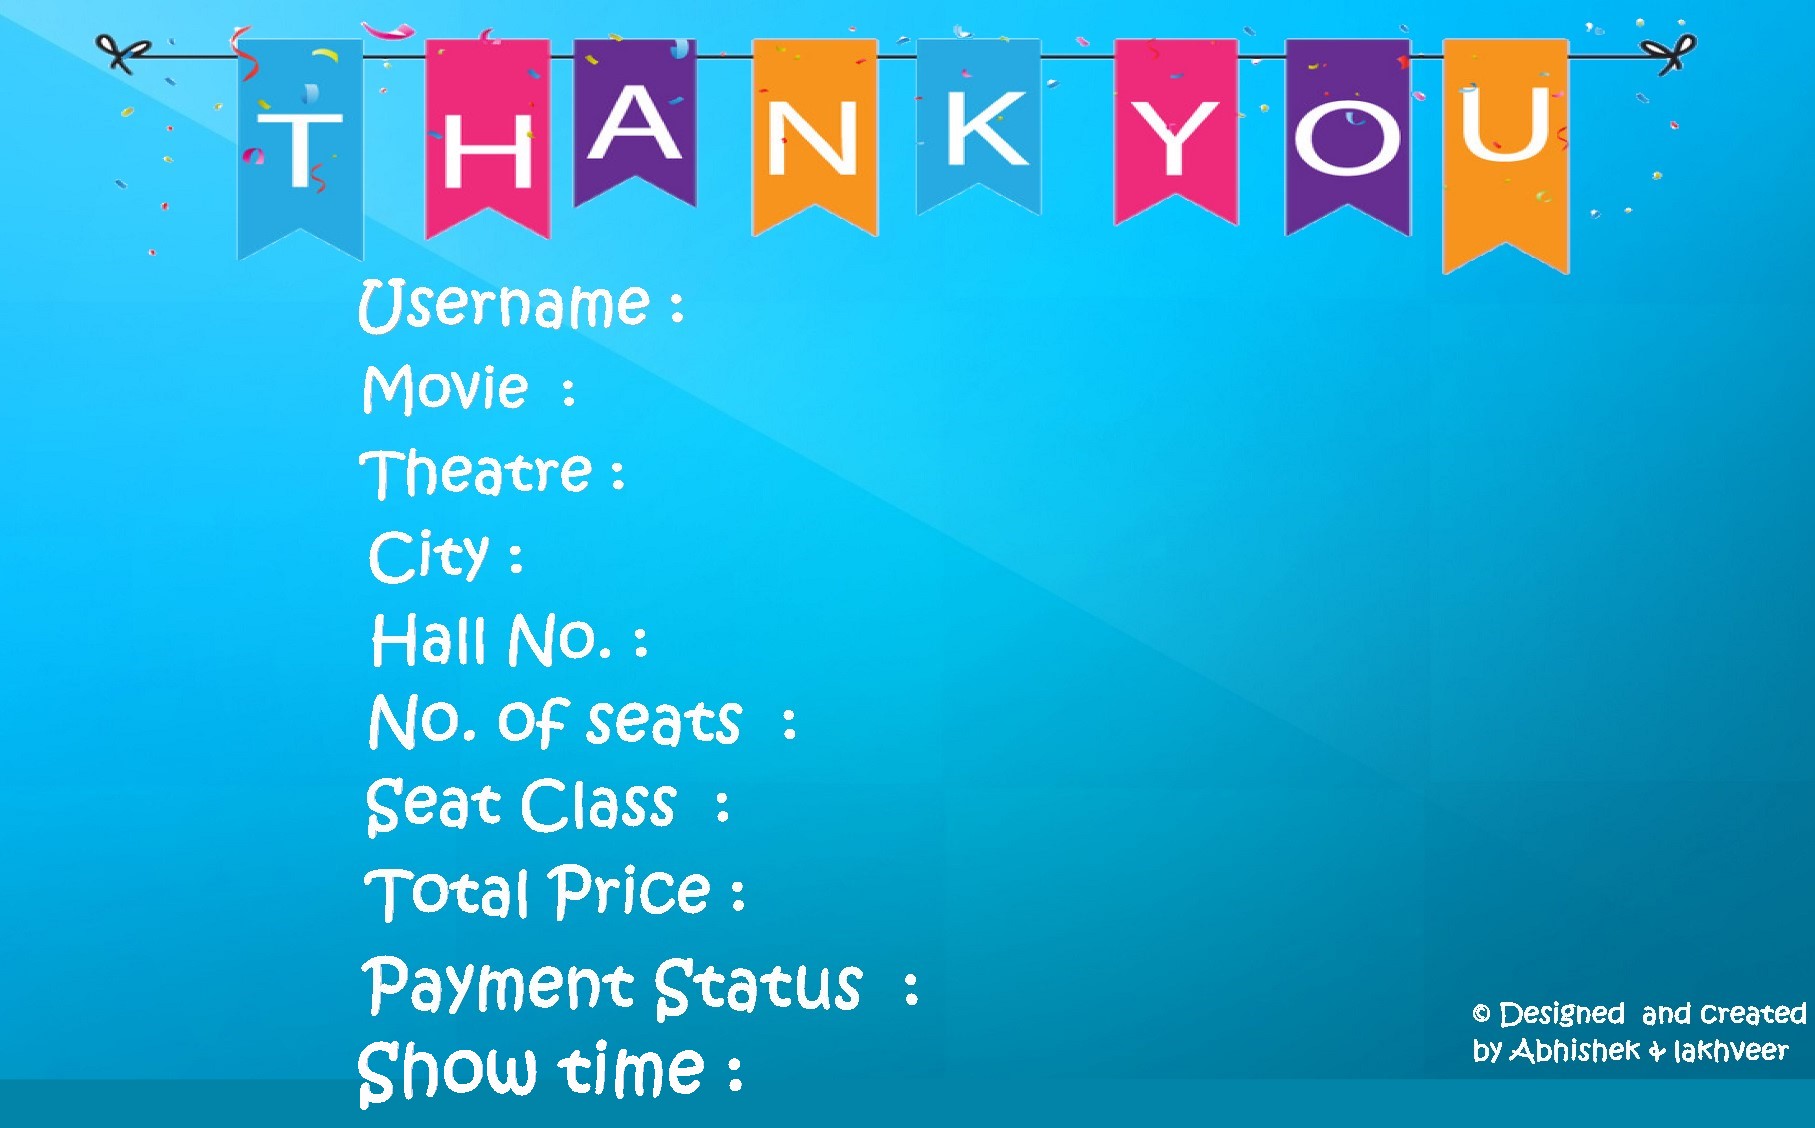 THANK YOU
Username :
Movie :
Theatre :
City :
Hall No. :
No. of seats :
Seat Class :
Total Price :
Payment Status :
Show time :
© Designed and created
by Abhishek & lakhveer